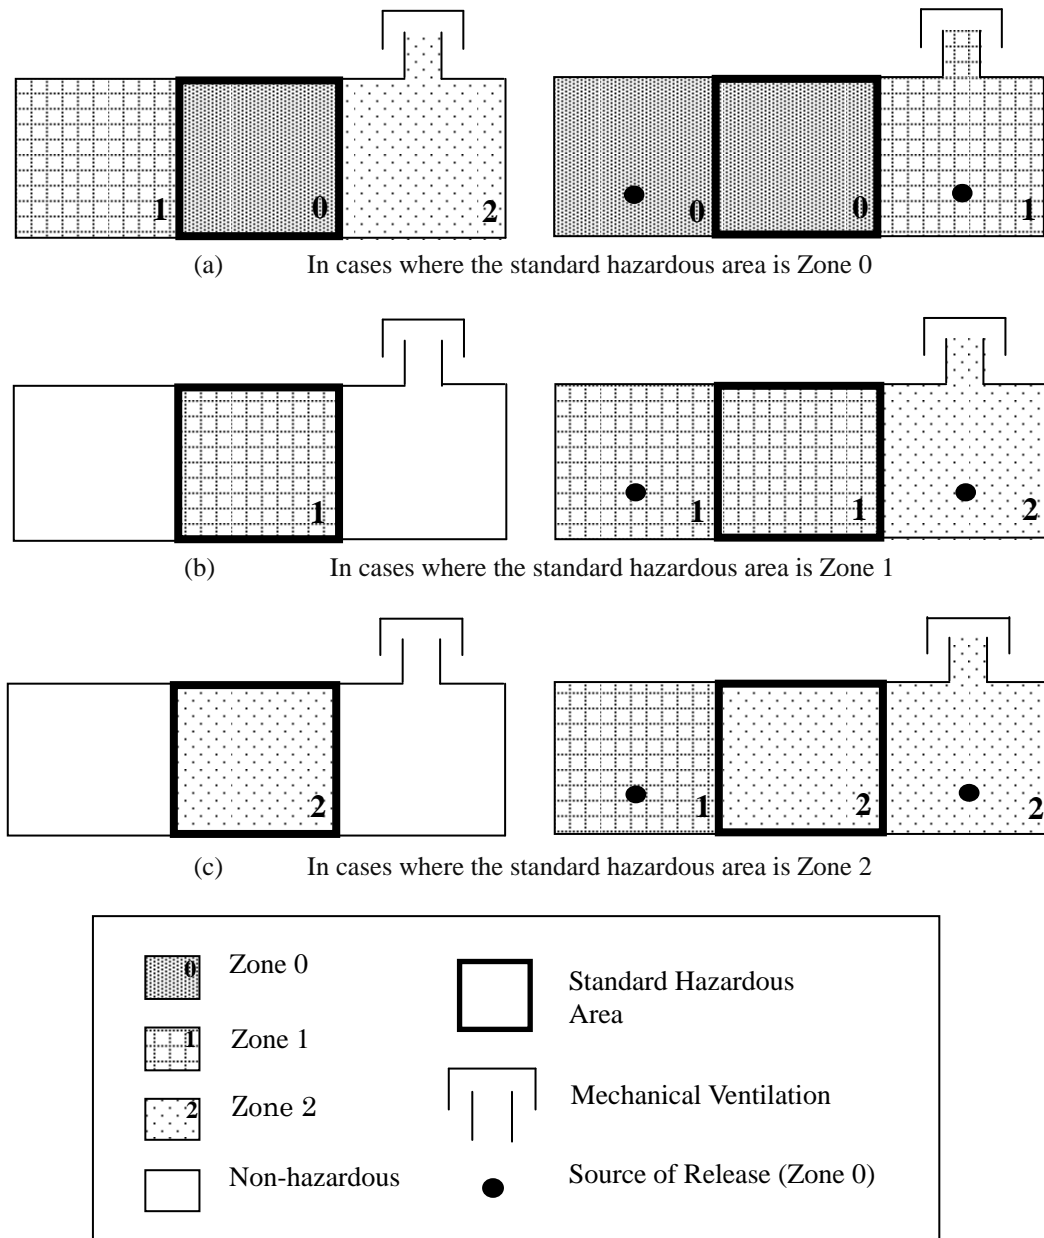 1 0 2 0 0 1
(a) In cases where the standard hazardous area is Zone 0
1 1 1 2
(b) In cases where the standard hazardous area is Zone 1
2 1 2 2
(c) In cases where the standard hazardous area is Zone 2
0 Zone 0
Standard Hazardous
Area
1 Zone 1
Mechanical Ventilation
2 Zone 2
Non-hazardous
Source of Release (Zone 0)